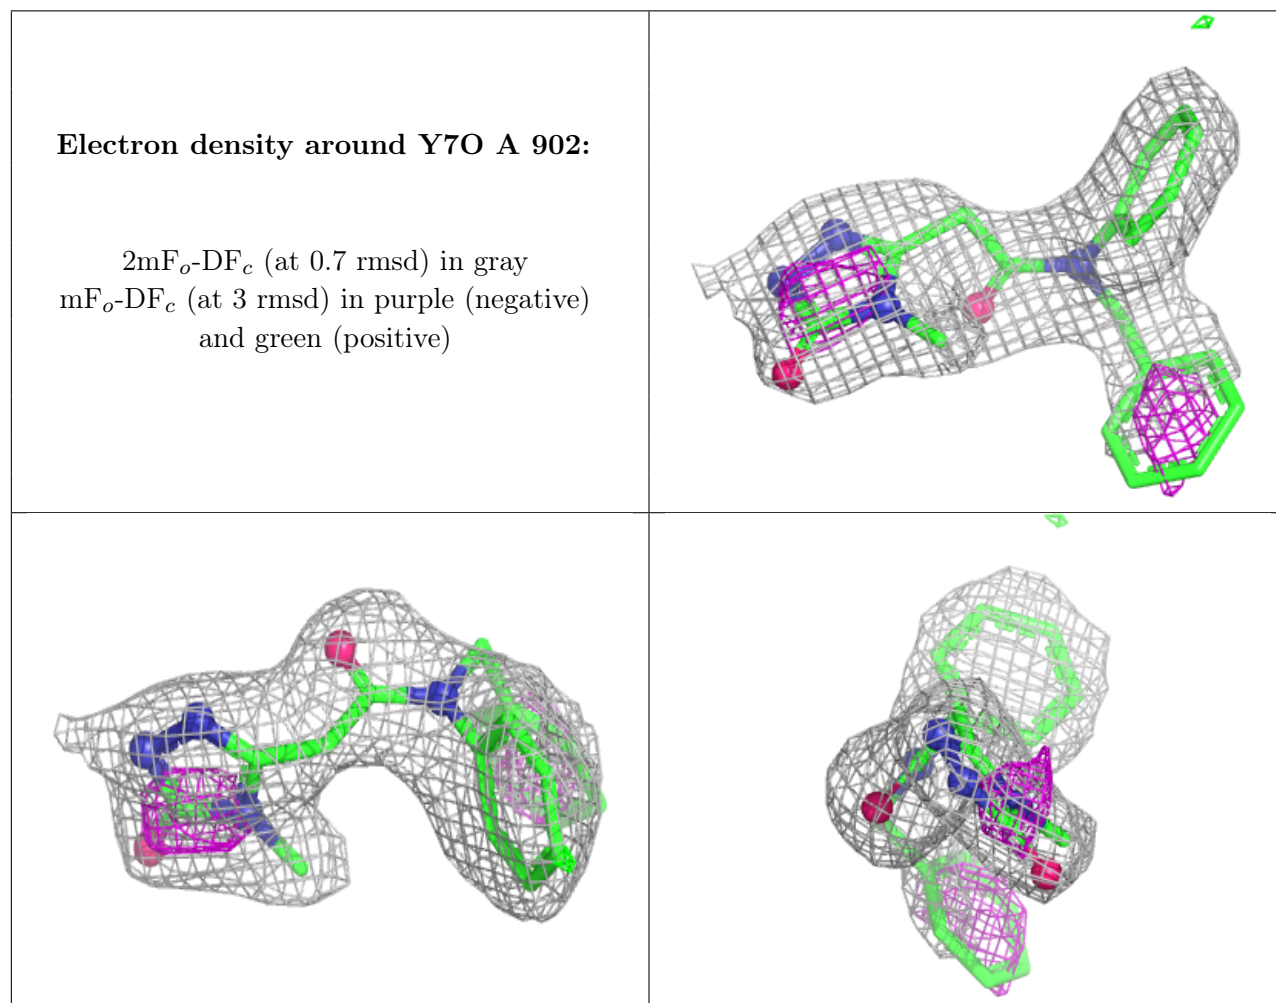 Electron density around Y7O A 902:
2mFo-DFc (at 0.7 rmsd) in gray
mFo-DFc (at 3 rmsd) in purple (negative)
and green (positive)